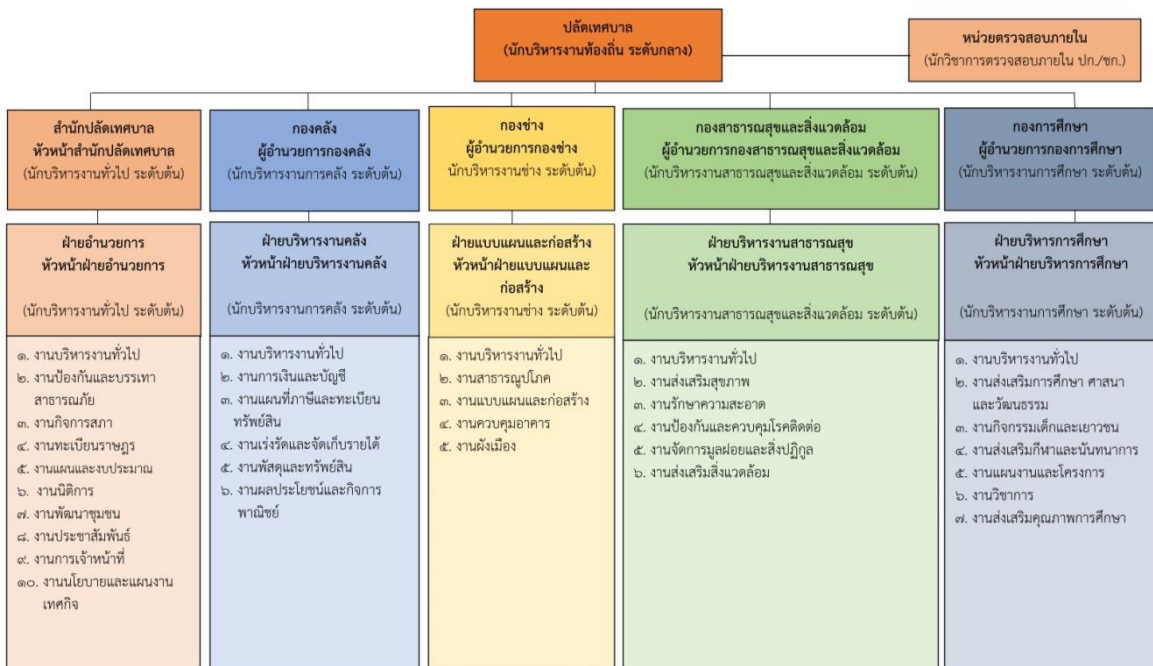 ปลัดเทศบาล
(นักบริหารงานท้องถิ่น ระดับกลาง)
หน่วยตรวจสอบภายใน
(นักวิชาการตรวจสอบภายใน ปก./ชก.)
สำนักปลัดเทศบาล
หัวหน้าสำนักปลัดเทศบาล
(นักบริหารงานทั่วไป ระดับต้น)
กองคลัง
ผู้อำนวยการกองคลัง
(นักบริหารงานการคลัง ระดับต้น)
กองช่าง
ผู้อำนวยการกองช่าง
นักบริหารงานช่าง ระดับต้น)
กองสาธารณสุขและสิ่งแวดล้อม
ผู้อำนวยการกองสาธารณสุขและสิ่งแวดล้อม
(นักบริหารงานสาธารณสุขและสิ่งแวดล้อม ระดับต้น)
กองการศึกษา
ผู้อำนวยการกองการศึกษา
(นักบริหารงานการศึกษา ระดับต้น)
ฝ่ายอำนวยการ
หัวหน้าฝ่ายอำนวยการ
(นักบริหารงานทั่วไป ระดับต้น)
ฝ่ายบริหารงานคลัง
หัวหน้าฝ่ายบริหารงานคลัง
(นักบริหารงานการคลัง ระดับต้น)
ฝ่ายแบบแผนและก่อสร้าง
หัวหน้าฝ่ายแบบแผนและ
ก่อสร้าง
(นักบริหารงานช่าง ระดับต้น)
ฝ่ายบริหารงานสาธารณสุข
หัวหน้าฝ่ายบริหารงานสาธารณสุข
(นักบริหารงานสาธารณสุขและสิ่งแวดล้อม ระดับต้น)
ฝ่ายบริหารการศึกษา
หัวหน้าฝ่ายบริหารการศึกษา
(นักบริหารงานการศึกษา ระดับต้น)
๑. งานบริหารงานทั่วไป
๒. งานป้องกันและบรรเทา
สาธารณภัย
๓. งานกิจการสภา
๔. งานทะเบียนราษฎร
๕. งานแผนและงบประมาณ
๖. งานนิติการ
๗. งานพัฒนาชุมชน
๘. งานประชาสัมพันธ์
๙. งานการเจ้าหน้าที่
๑๐. งานนโยบายและแผนงาน
เทศกิจ
๑. งานบริหารงานทั่วไป
๒. งานการเงินและบัญชี
๓. งานแผนที่ภาษีและทะเบียน
ทรัพย์สิน
๔. งานเร่งรัดและจัดเก็บรายได้
๕. งานพัสดุและทรัพย์สิน
๖. งานผลประโยชน์และกิจการ
พาณิชย์
๑. งานบริหารงานทั่วไป
๒. งานสาธารณูปโภค
๓. งานแบบแผนและก่อสร้าง
๔. งานควบคุมอาคาร
๕. งานผังเมือง
๑. งานบริหารงานทั่วไป
๒. งานส่งเสริมสุขภาพ
๓. งานรักษาความสะอาด
๔. งานป้องกันและควบคุมโรคติดต่อ
๕. งานจัดการมูลฝอยและสิ่งปฏิกูล
๖. งานส่งเสริมสิ่งแวดล้อม
๑. งานบริหารงานทั่วไป
๒. งานส่งเสริมการศึกษา ศาสนา
และวัฒนธรรม
๓. งานกิจกรรมเด็กและเยาวชน
๔. งานส่งเสริมกีฬาและนันทนาการ
๕. งานแผนงานและโครงการ
๖. งานวิชาการ
๗. งานส่งเสริมคุณภาพการศึกษา